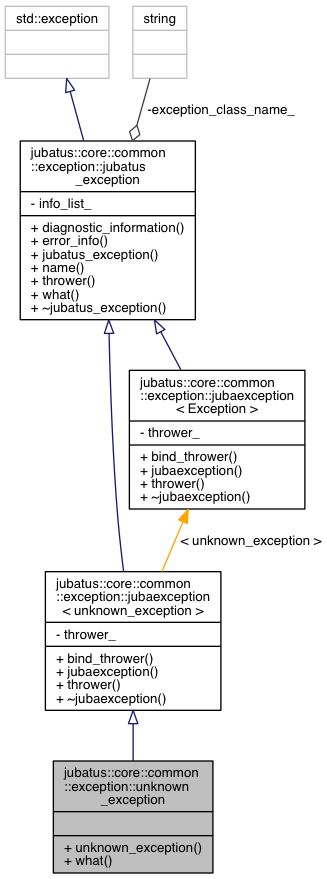 std::exception
string
-exception_class_name_
jubatus::core::common
::exception::jubatus
_exception
- info_list_
+ diagnostic_information()
+ error_info()
+ jubatus_exception()
+ name()
+ thrower()
+ what()
+ ~jubatus_exception()
jubatus::core::common
::exception::jubaexception
< Exception >
- thrower_
+ bind_thrower()
+ jubaexception()
+ thrower()
+ ~jubaexception()
< unknown_exception >
jubatus::core::common
::exception::jubaexception
< unknown_exception >
- thrower_
+ bind_thrower()
+ jubaexception()
+ thrower()
+ ~jubaexception()
jubatus::core::common
::exception::unknown
_exception
+ unknown_exception()
+ what()